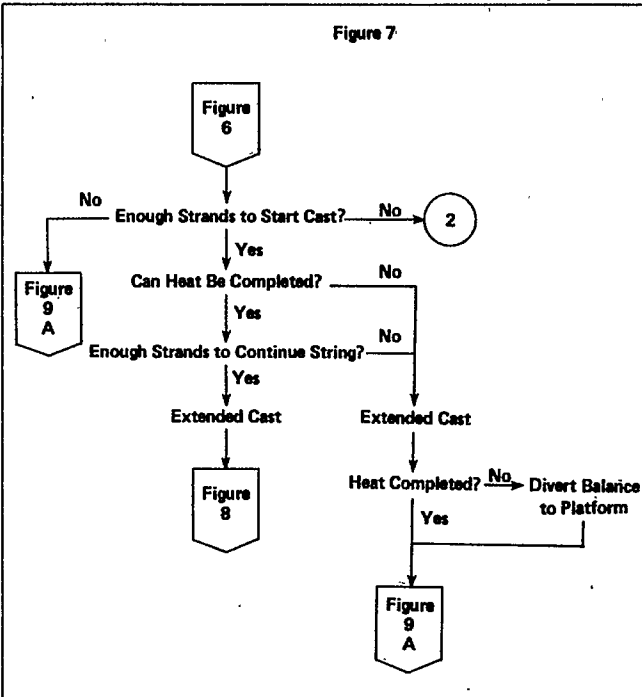 Figure 7
Figure
6
No
Enough Strands to Start Cast?
No
2
Yes
Figure
9
A
Can Heat Be Completed?
No
Yes
Enough Strands to Continue String?
No
Yes
Extended Cast
Extended Cast
Figure
8
Heat Completed?
No
Divert Balance
to Platform
Yes
Figure
9
A